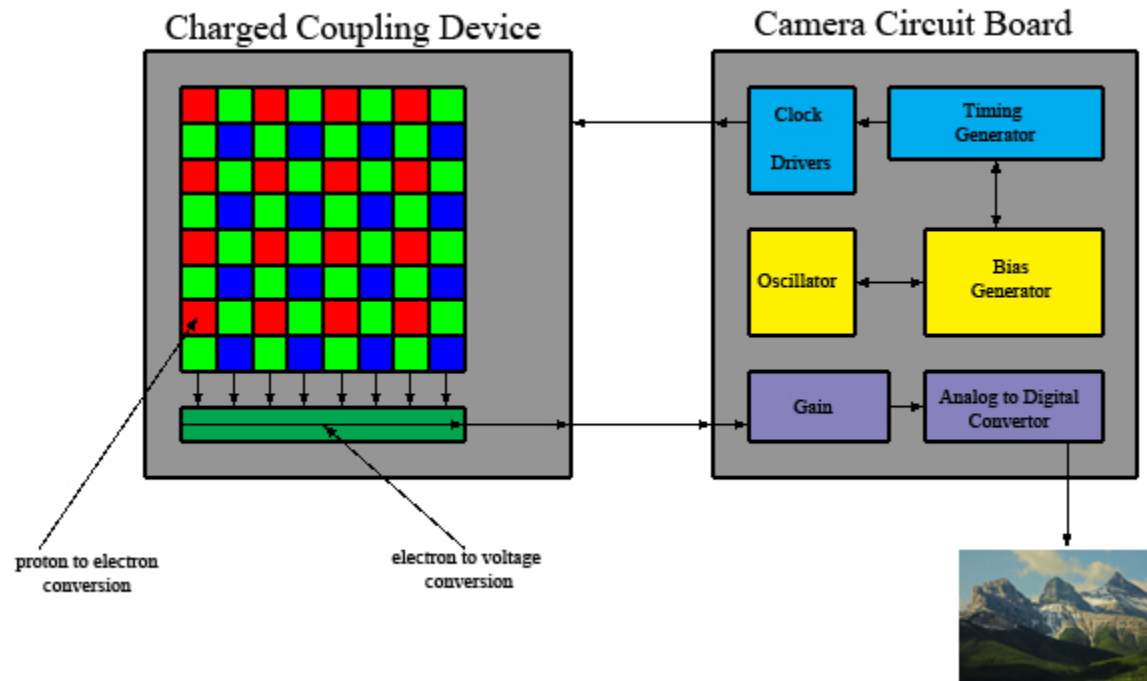 Charged Coupling Device
Camera Circuit Board
Clock
Drivers
Timing
Generator
Oscillator
Bias
Generator
Gain
Analog to Digital
Convertor
proton to electron
conversion
electron to voltage
conversion